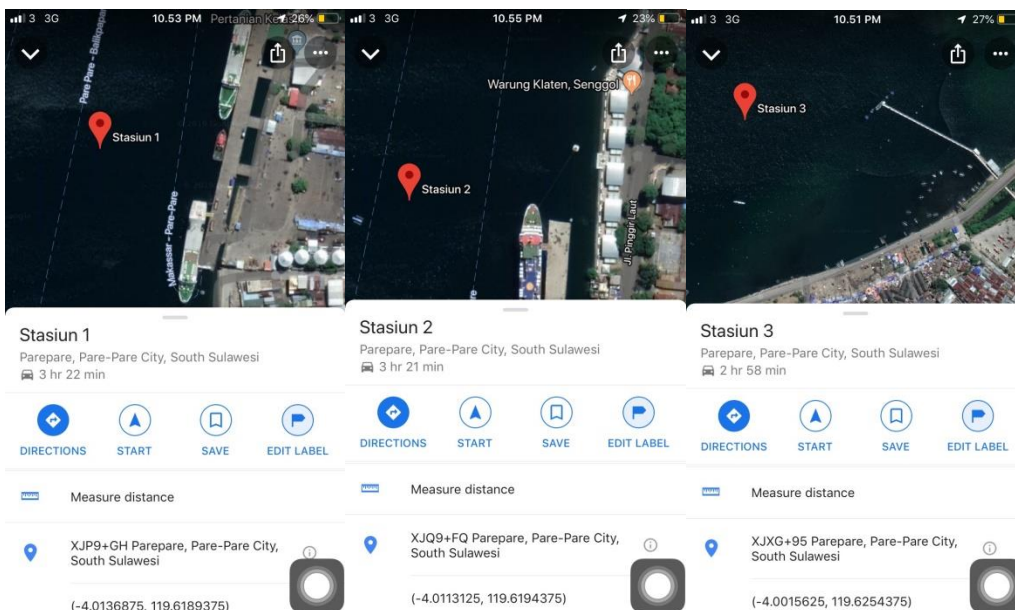 3 3G
10.53 PM
26%
Pare Pare - Balikpapan
Stasiun 1
Makassar - Pare-Pare
Stasiun 1
Parepare, Pare-Pare City, South Sulawesi
3 hr 22 min
DIRECTIONS
START
SAVE
EDIT LABEL
Measure distance
XJP9+GH Parepare, Pare-Pare City,
South Sulawesi
(-4.0136875, 119.6189375)
3 3G
10.55 PM
23%
Warung Klaten, Senggol
Stasiun 2
Jl. Pinggir Laut
Stasiun 2
Parepare, Pare-Pare City, South Sulawesi
3 hr 21 min
DIRECTIONS
START
SAVE
EDIT LABEL
Measure distance
XJQ9+FQ Parepare, Pare-Pare City,
South Sulawesi
(-4.0113125, 119.6194375)
3 3G
10.51 PM
27%
Stasiun 3
Stasiun 3
Parepare, Pare-Pare City, South Sulawesi
2 hr 58 min
DIRECTIONS
START
SAVE
EDIT LABEL
Measure distance
XJXG+95 Parepare, Pare-Pare City,
South Sulawesi
(-4.0015625, 119.6254375)